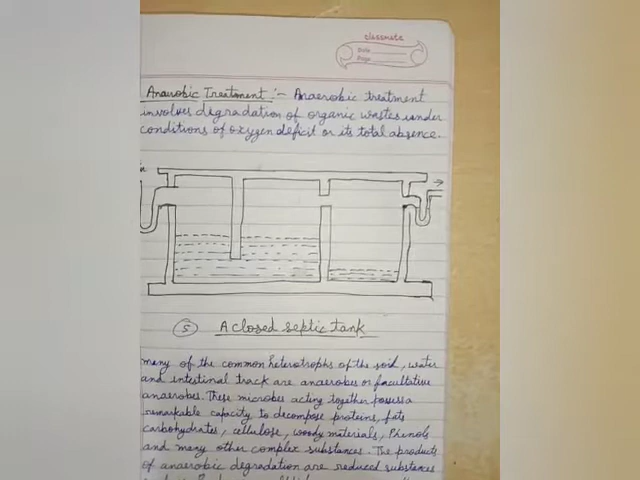 classmate
Date
Page
Anaerobic Treatment :- Anaerobic treatment
involves degradation of organic wastes under
conditions of oxygen deficit or its total absence.
5 A closed septic tank
many of the common heterotrophs of the soil, water
and intestinal track are anaerobes or facultative
anaerobes. These microbes acting together possess a
remarkable capacity to decompose proteins, fats
carbohydrates, cellulose, woody materials, Phenols
and many other complex substances. The products
of anaerobic degradation are reduced substances